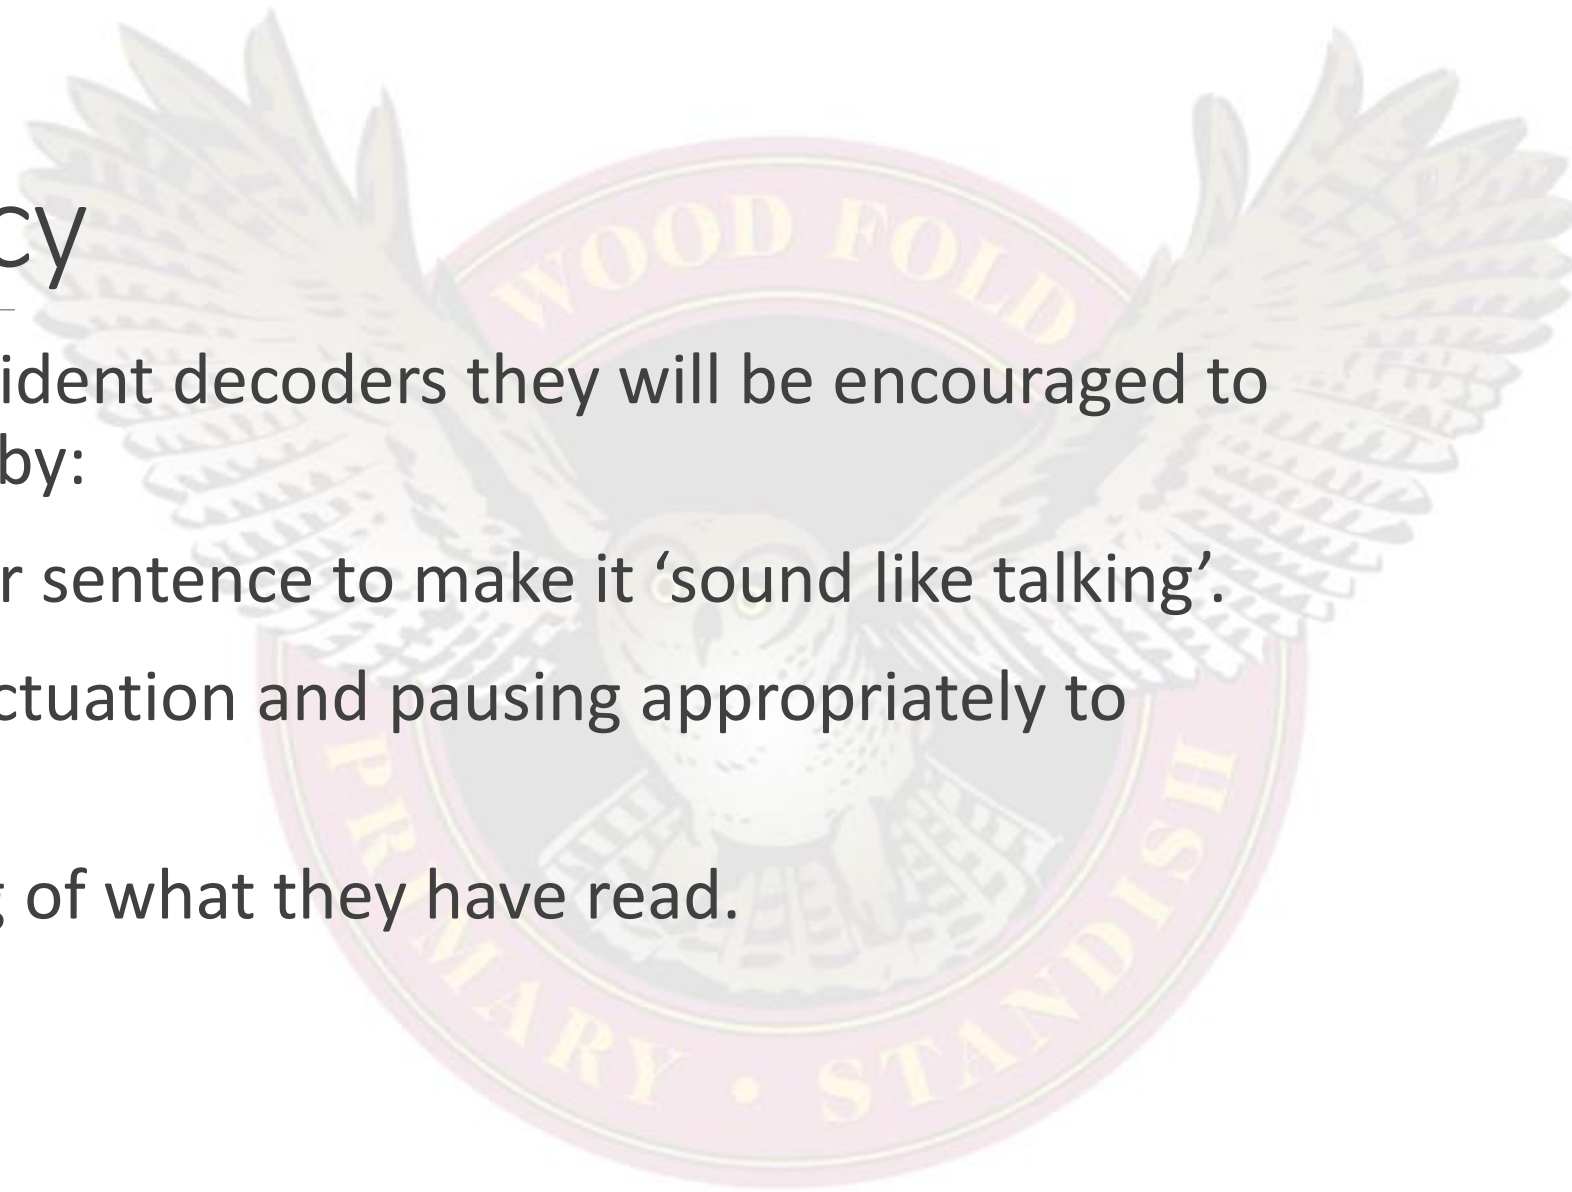 cy
WOOD FOLD
ident decoders they will be encouraged to
by:
r sentence to make it ‘sound like talking’.
ctuation and pausing appropriately to
g of what they have read.
PRIMARY • STANDISH